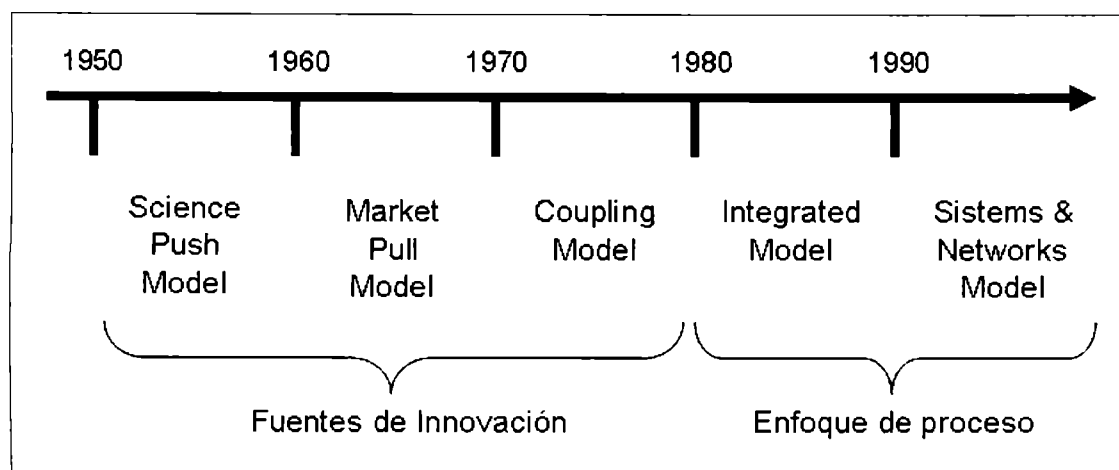 1950 1960 1970 1980 1990
Science Push Model
Market Pull Model
Coupling Model
Integrated Model
Sistems & Networks Model
Fuentes de Innovación
Enfoque de proceso